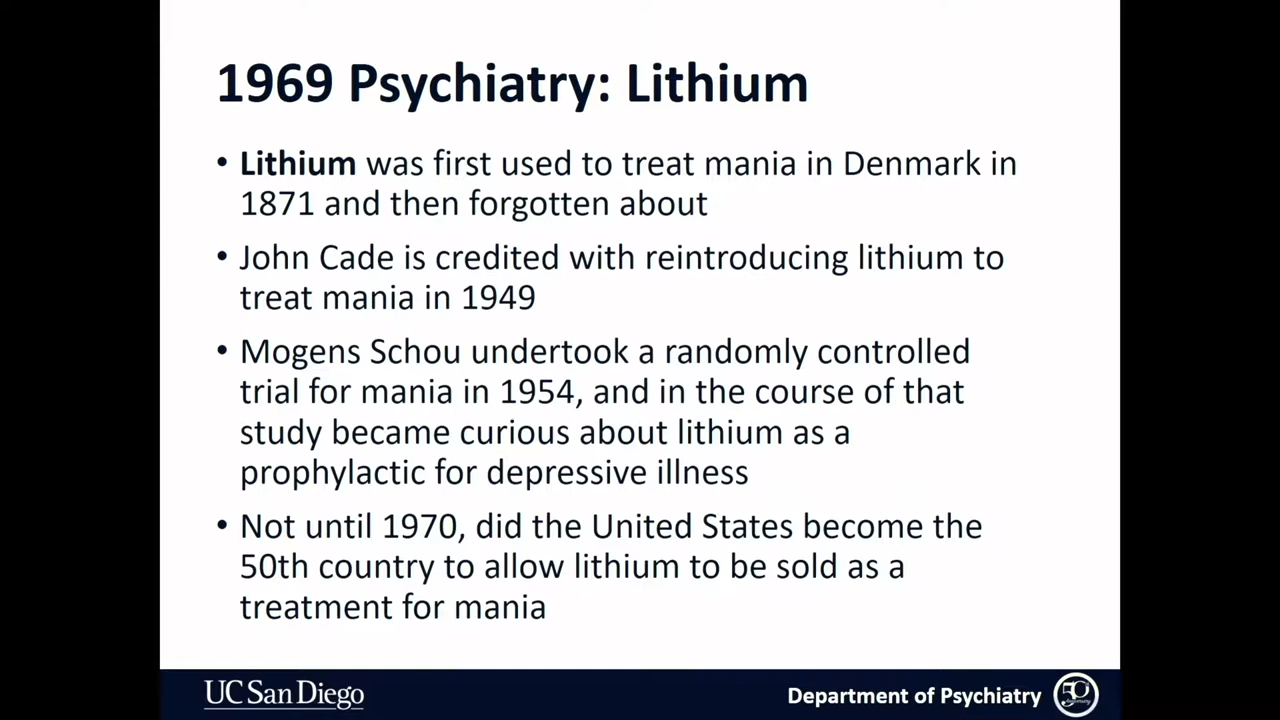 1969 Psychiatry: Lithium
• Lithium was first used to treat mania in Denmark in
1871 and then forgotten about
• John Cade is credited with reintroducing lithium to
treat mania in 1949
• Mogens Schou undertook a randomly controlled
trial for mania in 1954, and in the course of that
study became curious about lithium as a
prophylactic for depressive illness
• Not until 1970, did the United States become the
50th country to allow lithium to be sold as a
treatment for mania
UC San Diego
Department of Psychiatry
50